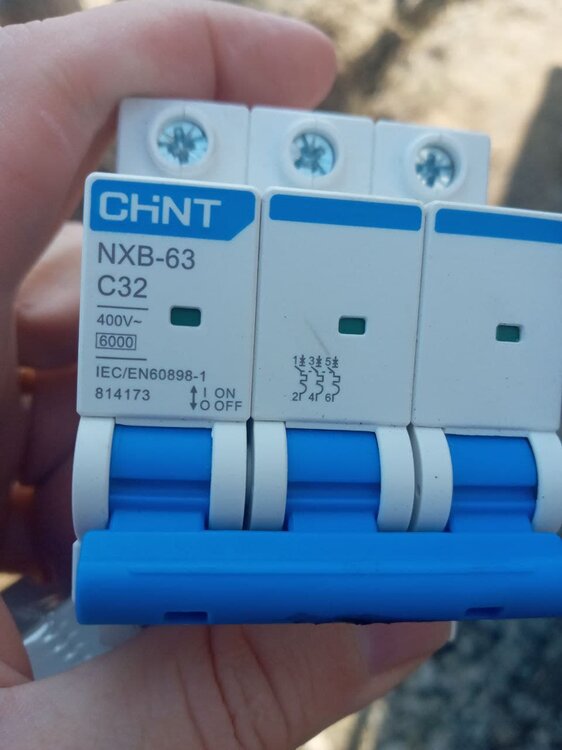 CHNT
NXB-63
C32
400V~
6000
IEC/EN60898-1
814173
I ON
O OFF
1 3 5
2 4 6